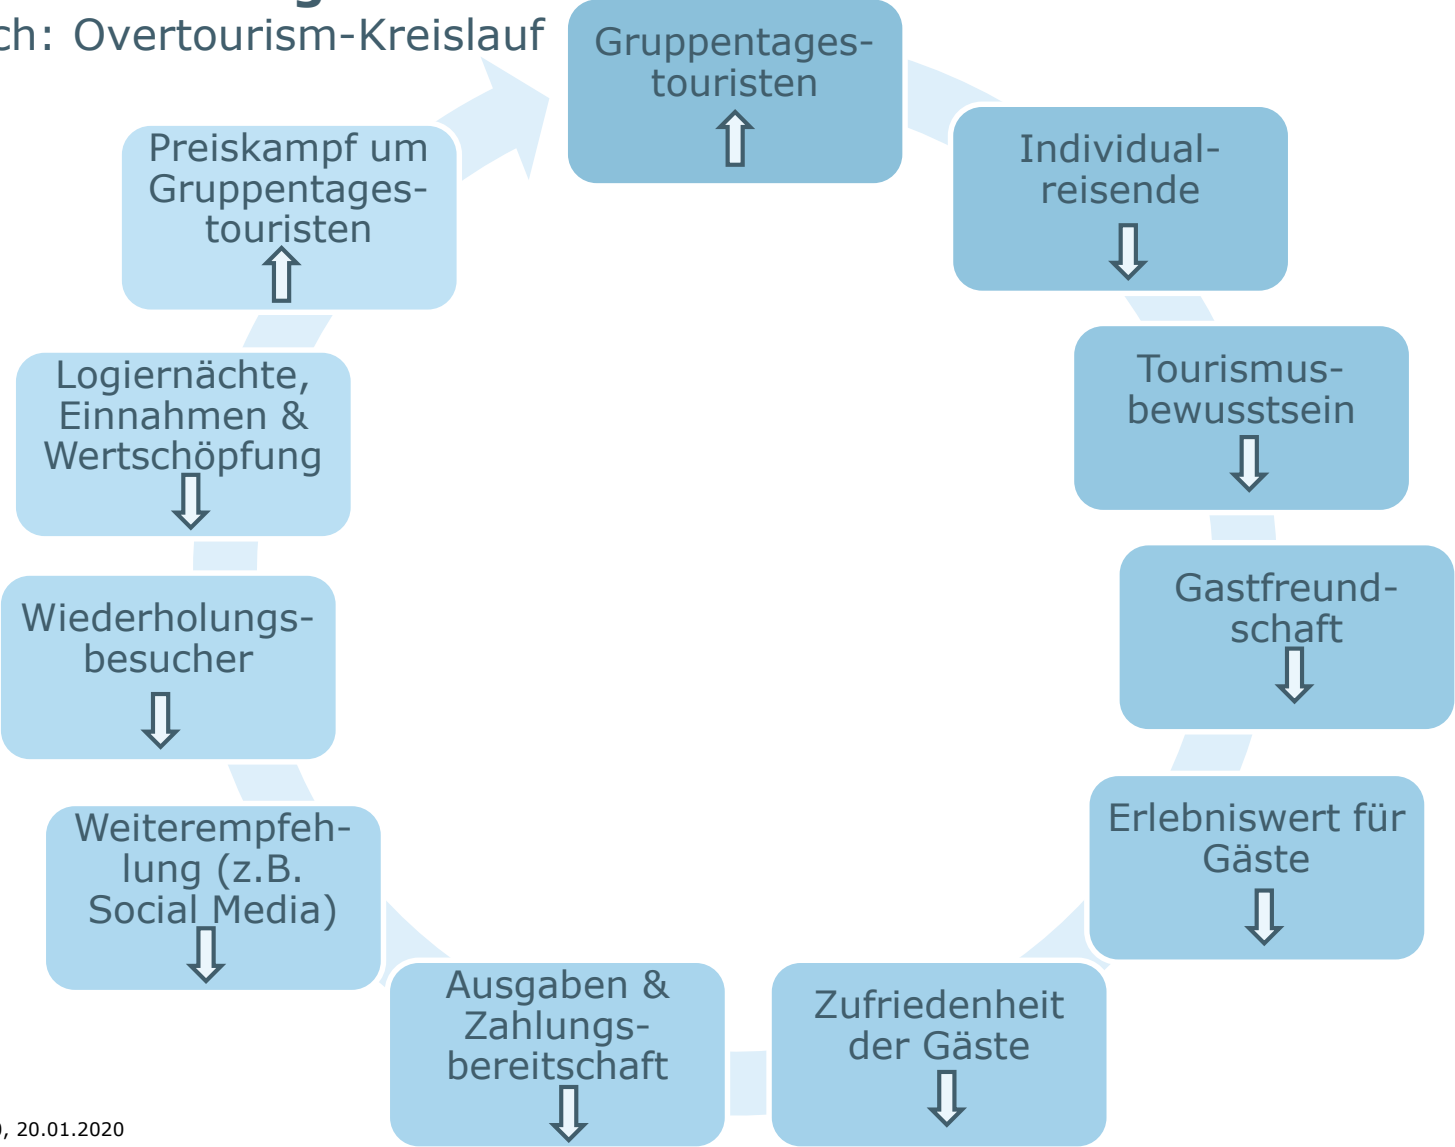 ch: Overtourism-Kreislauf
Gruppentages-
touristen
Individual-
reisende
Tourismus-
bewusstsein
Gastfreund-
schaft
Erlebniswert für
Gäste
Zufriedenheit
der Gäste
Ausgaben &
Zahlungs-
bereitschaft
Weiterempfeh-
lung (z.B.
Social Media)
Wiederholungs-
besucher
Logiernächte,
Einnahmen &
Wertschöpfung
Preiskampf um
Gruppentages-
touristen
, 20.01.2020